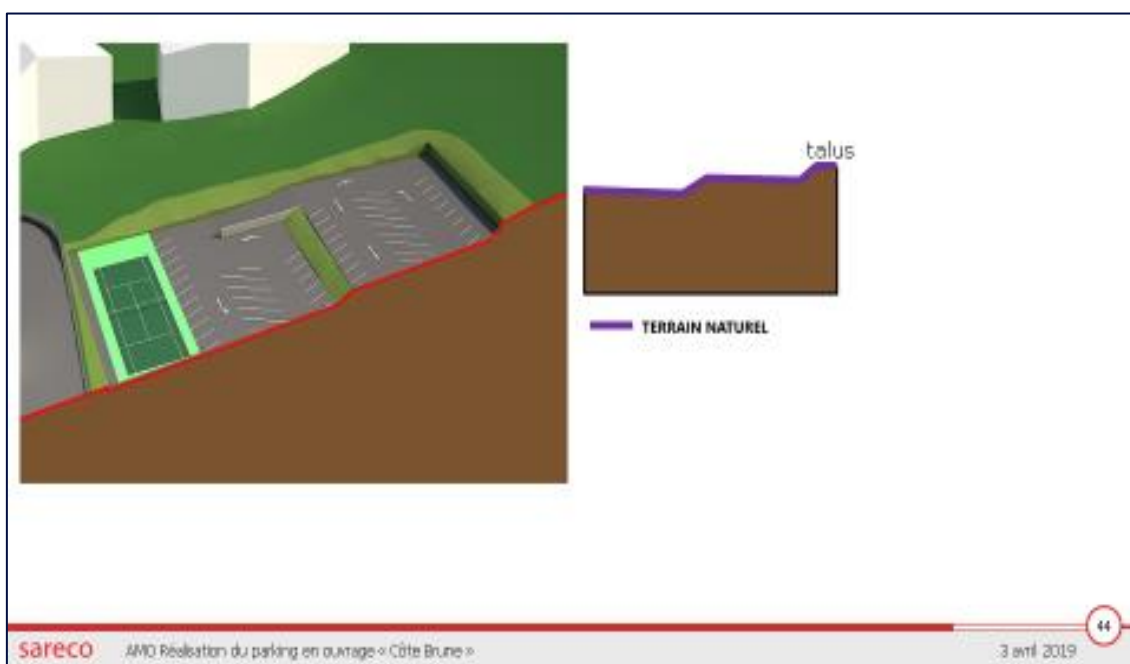 talus
TERRAIN NATUREL
44
sareco AMO Réalisation du parking en ouvrage « Côte Brune » 3 avril 2019